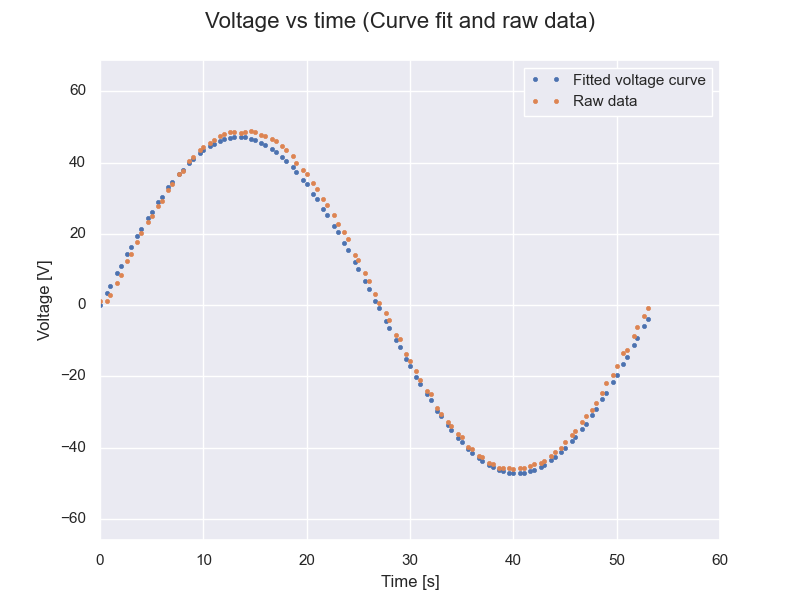 Voltage vs time (Curve fit and raw data)
Fitted voltage curve
Raw data
60
40
20
0
−20
−40
−60
Voltage [V]
0 10 20 30 40 50 60
Time [s]